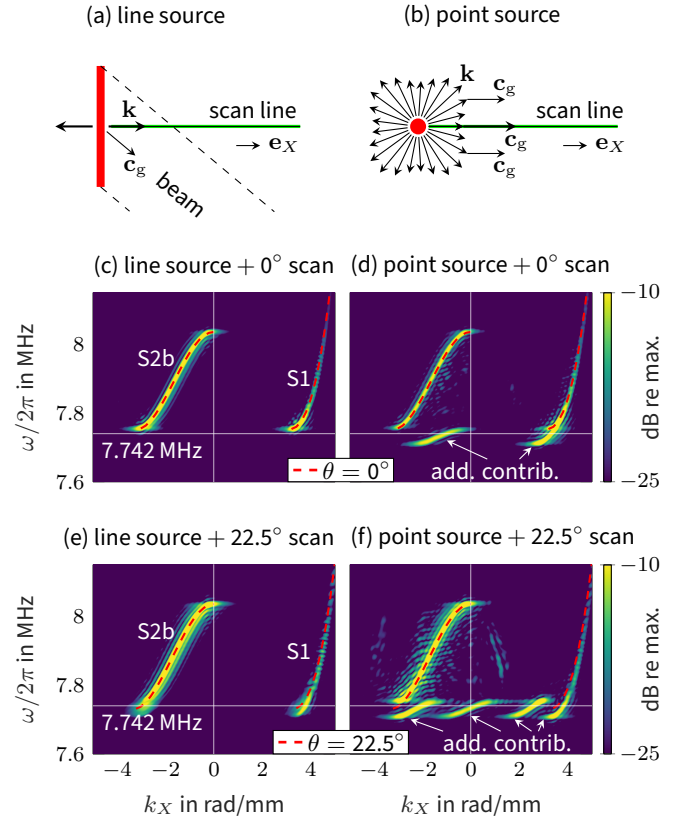 (a) line source
(b) point source
k
scan line
e_X
c_g
beam
k
c_g
scan line
c_g
e_X
c_g
(c) line source + 0° scan
(d) point source + 0° scan
ω/2π in MHz
8
7.8
7.6
S2b
S1
7.742 MHz
θ = 0°
add. contrib.
−10
−25
dB re max.
(e) line source + 22.5° scan
(f) point source + 22.5° scan
ω/2π in MHz
8
7.8
7.6
S2b
S1
7.742 MHz
θ = 22.5°
add. contrib.
−10
−25
dB re max.
−4 −2 0 2 4
−4 −2 0 2 4
k_X in rad/mm
k_X in rad/mm